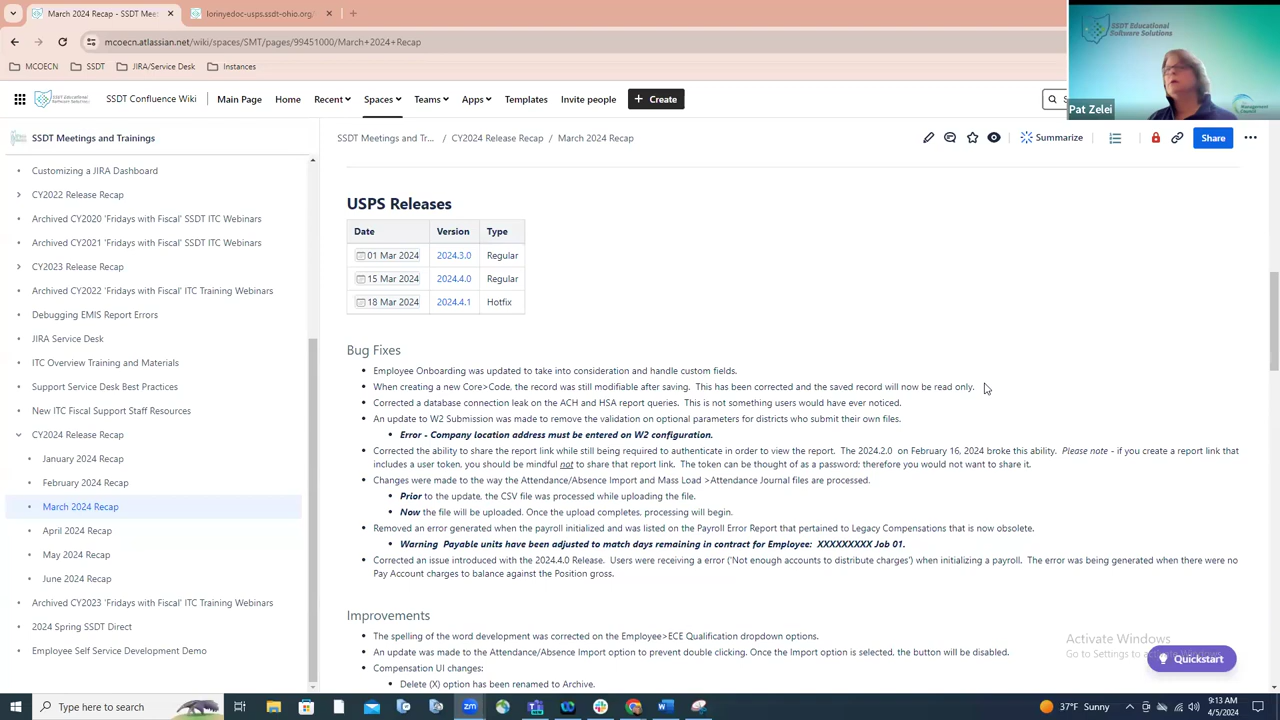 March 2024 Recap - SSDT Mee
lorinyedoc-usps.ssdt-ohio.org
mcoecn.atlassian.net/wiki/spaces/SMT/pages/99451000/March+2024+Recap
MCOECN
SSDT
JIRA/Service Desk
Instances
SSDT Educational
Software Solutions
Management
Council
Pat Zelei
SSDT Confluence Wiki
Main Page
Home
Recent
Spaces
Teams
Apps
Templates
Invite people
+ Create
SSDT Meetings and Trainings
SSDT Meetings and Tr... / CY2024 Release Recap / March 2024 Recap
Summarize
Share
Customizing a JIRA Dashboard
CY2022 Release Recap
Archived CY2020 'Fridays with Fiscal' SSDT ITC Webinars
Archived CY2021 'Fridays with Fiscal' SSDT ITC Webinars
CY2023 Release Recap
Archived CY2022 'Fridays with Fiscal' ITC Training Webinars
Debugging EMIS Report Errors
JIRA Service Desk
ITC Overview Training and Materials
Support Service Desk Best Practices
New ITC Fiscal Support Staff Resources
CY2024 Release Recap
January 2024 Recap
February 2024 Recap
March 2024 Recap
April 2024 Recap
May 2024 Recap
June 2024 Recap
Archived CY2023 'Fridays with Fiscal' ITC Training Webinars
2024 Spring SSDT Direct
Employee Self Service Development Demo
USPS Releases
Date Version Type
01 Mar 2024 2024.3.0 Regular
15 Mar 2024 2024.4.0 Regular
18 Mar 2024 2024.4.1 Hotfix
Bug Fixes
• Employee Onboarding was updated to take into consideration and handle custom fields.
• When creating a new Core>Code, the record was still modifiable after saving. This has been corrected and the saved record will now be read only.
• Corrected a database connection leak on the ACH and HSA report queries. This is not something users would have ever noticed.
• An update to W2 Submission was made to remove the validation on optional parameters for districts who submit their own files.
• Error - Company location address must be entered on W2 configuration.
• Corrected the ability to share the report link while still being required to authenticate in order to view the report. The 2024.2.0 on February 16, 2024 broke this ability. Please note - if you create a report link that
includes a user token, you should be mindful not to share that report link. The token can be thought of as a password; therefore you would not want to share it.
• Changes were made to the way the Attendance/Absence Import and Mass Load >Attendance Journal files are processed.
• Prior to the update, the CSV file was processed while uploading the file.
• Now the file will be uploaded. Once the upload completes, processing will begin.
• Removed an error generated when the payroll initialized and was listed on the Payroll Error Report that pertained to Legacy Compensations that is now obsolete.
• Warning Payable units have been adjusted to match days remaining in contract for Employee: XXXXXXXXX Job 01.
• Corrected an issue introduced with the 2024.4.0 Release. Users were receiving a error ('Not enough accounts to distribute charges') when initializing a payroll. The error was being generated when there were no
Pay Account charges to balance against the Position gross.
Improvements
• The spelling of the word development was corrected on the Employee>ECE Qualification dropdown options.
• An update was made to the Attendance/Absence Import option to prevent double clicking. Once the Import option is selected, the button will be disabled.
• Compensation UI changes:
• Delete (X) option has been renamed to Archive.
Activate Windows
Go to Settings to
Quickstart
Type here to search
37°F Sunny
9:13 AM
4/5/2024